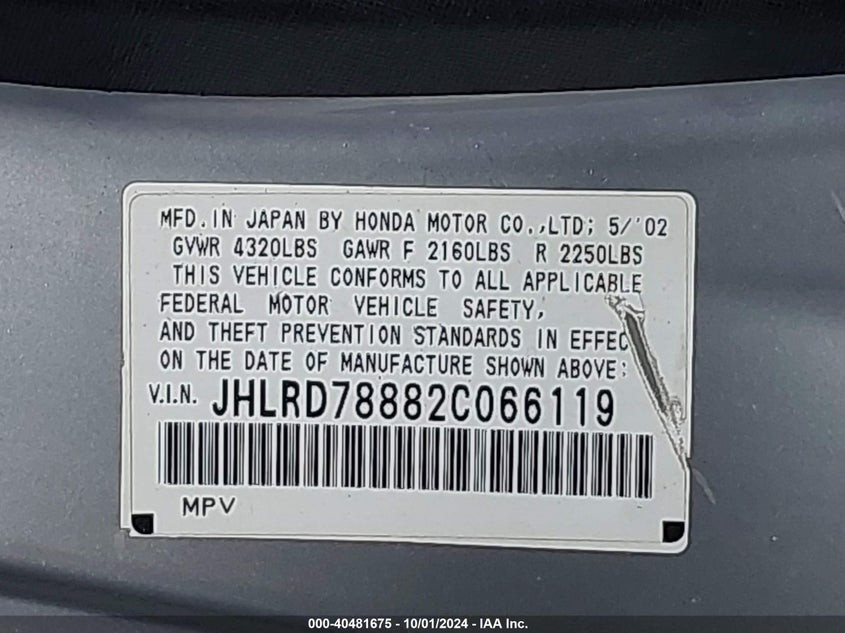 MFD. IN JAPAN BY HONDA MOTOR CO.,LTD; 5/'02
GVWR 4320LBS GAWR F 2160LBS R 2250LBS
THIS VEHICLE CONFORMS TO ALL APPLICABLE
FEDERAL MOTOR VEHICLE SAFETY,
AND THEFT PREVENTION STANDARDS IN EFFEC
ON THE DATE OF MANUFACTURE SHOWN ABOVE:
V.I.N. JHLRD78882C066119
MPV
000-40481675 - 10/01/2024 - IAA Inc.